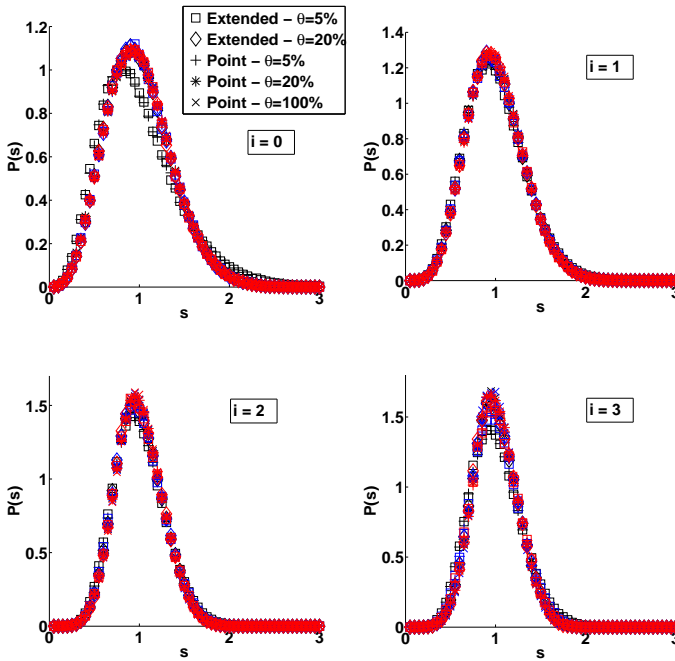 Extended − θ=5%
Extended − θ=20%
Point − θ=5%
Point − θ=20%
Point − θ=100%
i = 0
P(s)
1.2
1
0.8
0.6
0.4
0.2
0
0 1 2 3
s
i = 1
P(s)
1.4
1.2
1
0.8
0.6
0.4
0.2
0
0 1 2 3
s
i = 2
P(s)
1.5
1
0.5
0
0 1 2 3
s
i = 3
P(s)
1.5
1
0.5
0
0 1 2 3
s